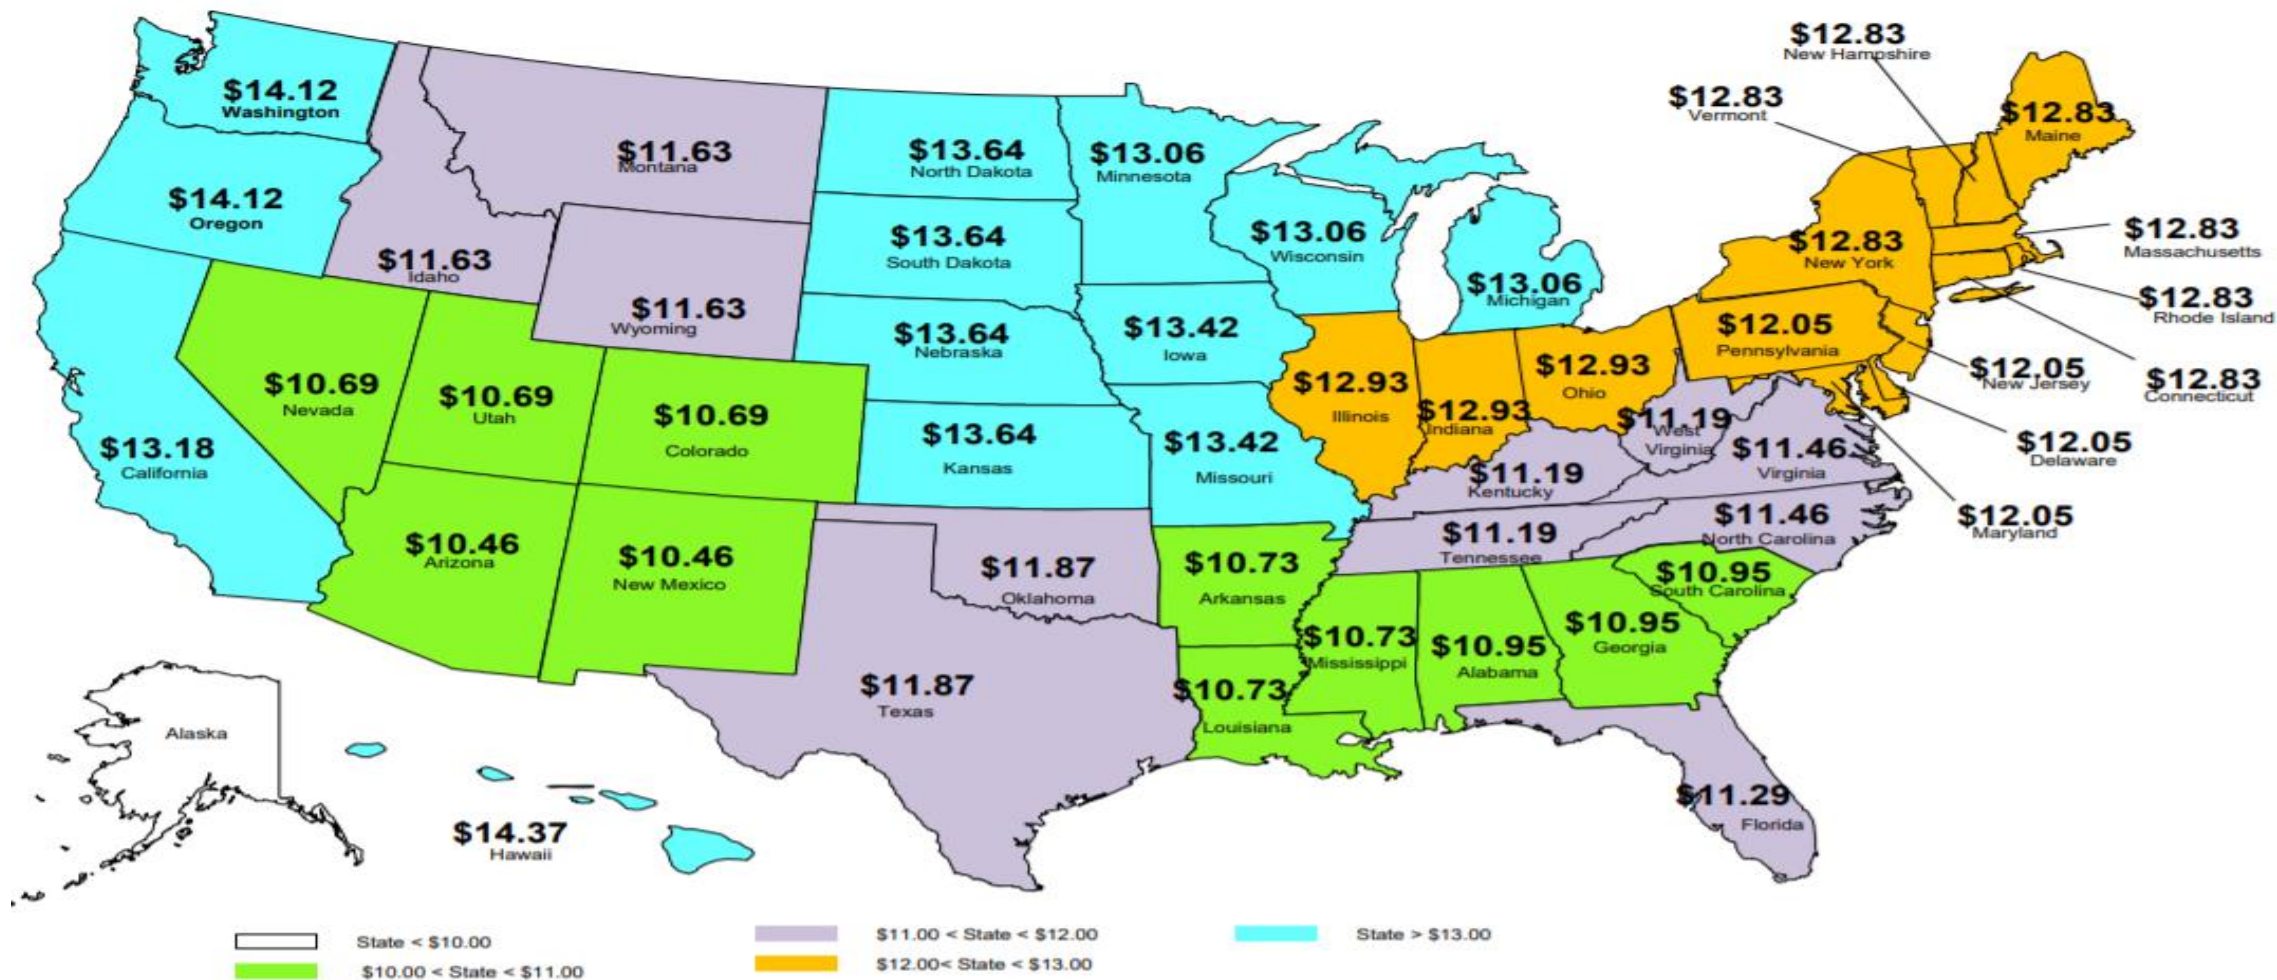 $12.83
New Hampshire
$12.83
Vermont
$12.83
Maine
$14.12
Washington
$11.63
Montana
$13.64
North Dakota
$13.06
Minnesota
$14.12
Oregon
$11.63
Idaho
$13.64
South Dakota
$13.06
Wisconsin
$13.06
Michigan
$12.83
New York
$12.83
Massachusetts
$12.83
Rhode Island
$11.63
Wyoming
$13.64
Nebraska
$13.42
Iowa
$12.93
Illinois
$12.93
Indiana
$12.93
Ohio
$12.05
Pennsylvania
$12.05
New Jersey
$12.83
Connecticut
$10.69
Nevada
$10.69
Utah
$10.69
Colorado
$13.18
California
$13.64
Kansas
$13.42
Missouri
$11.19
West
Virginia
$11.46
Virginia
$12.05
Delaware
$11.19
Kentucky
$12.05
Maryland
$10.46
Arizona
$10.46
New Mexico
$11.87
Oklahoma
$10.73
Arkansas
$11.19
Tennessee
$11.46
North Carolina
$10.95
South Carolina
$10.73
Mississippi
$10.95
Alabama
$10.95
Georgia
$11.87
Texas
$10.73
Louisiana
Alaska
$14.37
Hawaii
$11.29
Florida
State < $10.00
$10.00 < State < $11.00
$11.00 < State < $12.00
$12.00< State < $13.00
State > $13.00